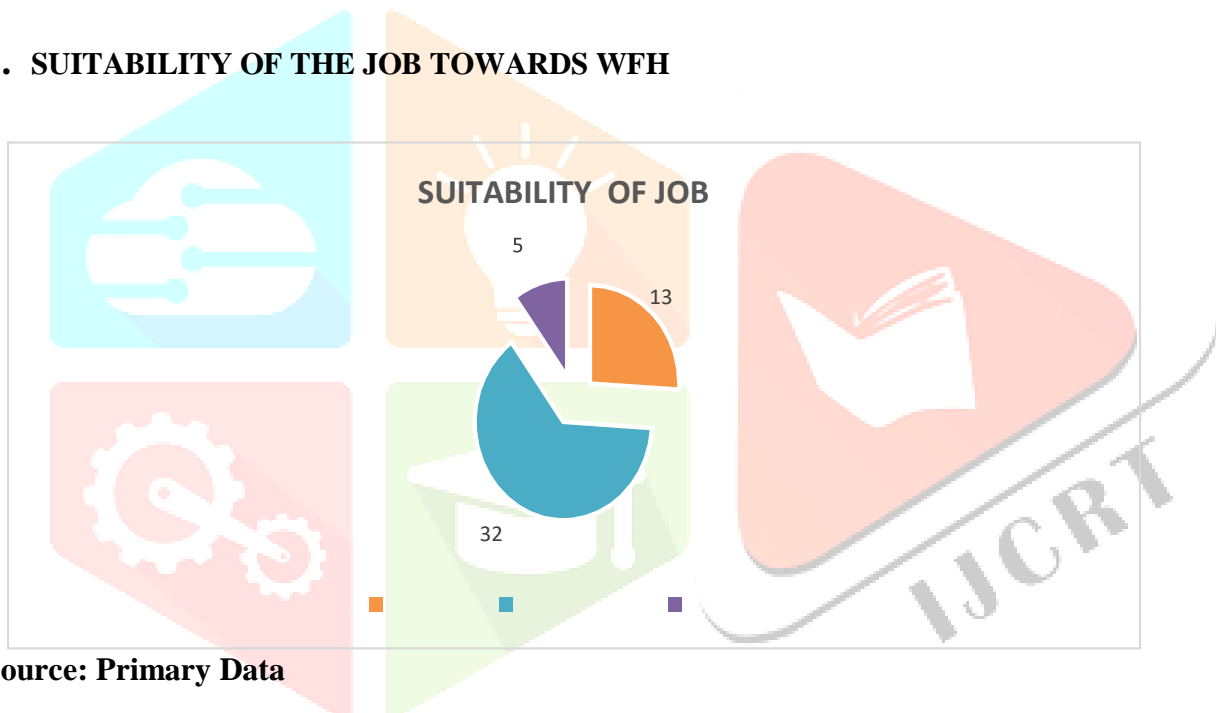 . SUITABILITY OF THE JOB TOWARDS WFH
SUITABILITY OF JOB
5
13
32
IJCRT
ource: Primary Data